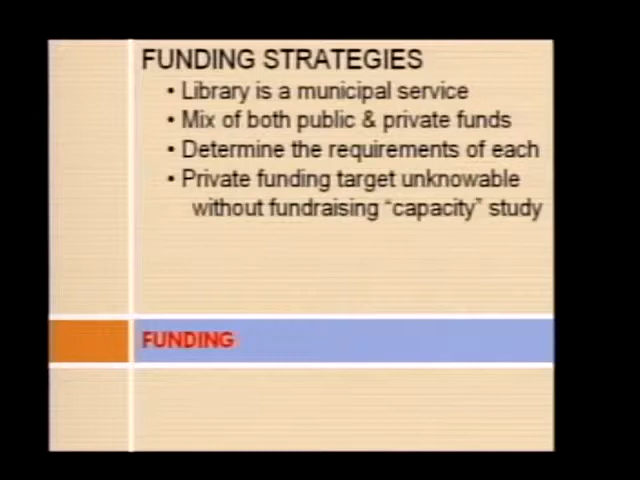 FUNDING STRATEGIES
• Library is a municipal service
• Mix of both public & private funds
• Determine the requirements of each
• Private funding target unknowable
without fundraising “capacity” study
FUNDING